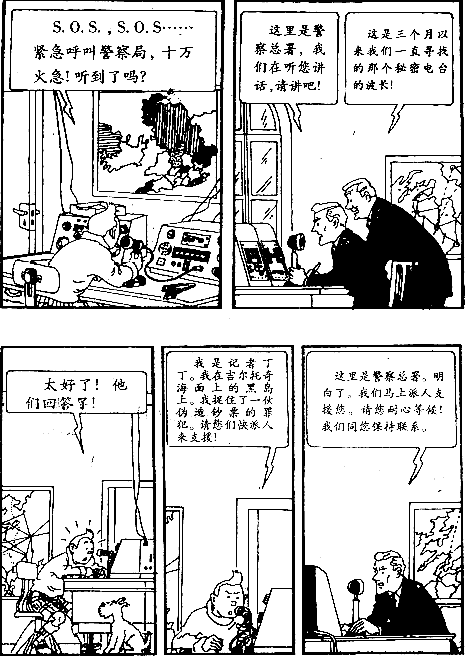 S.O.S., S.O.S……
紧急呼叫警察局，十万
火急！听到了吗？
这里是警
察总署，我
们在听您讲
话，请讲吧！
这是三个月以
来我们一直寻找
的那个秘密电台
的波长！
太好了！他
们回答了！
我是记者丁
丁。我在吉尔托奇
海面上的黑岛
上。我捉住了一伙
伪造钞票的罪
犯。请您们快派人
来支援！
这里是警察总署。明
白了。我们马上派人支
援您。请您耐心等候！
我们同您保持联系。